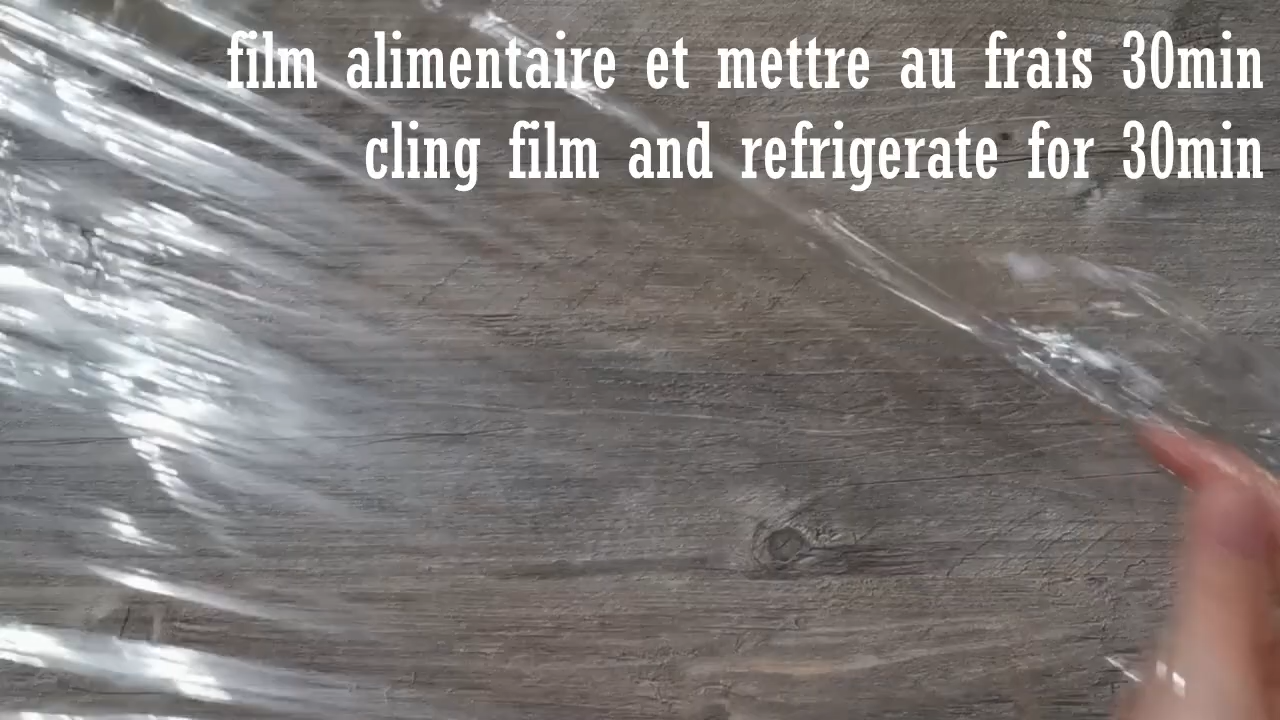 film alimentaire et mettre au frais 30min
cling film and refrigerate for 30min